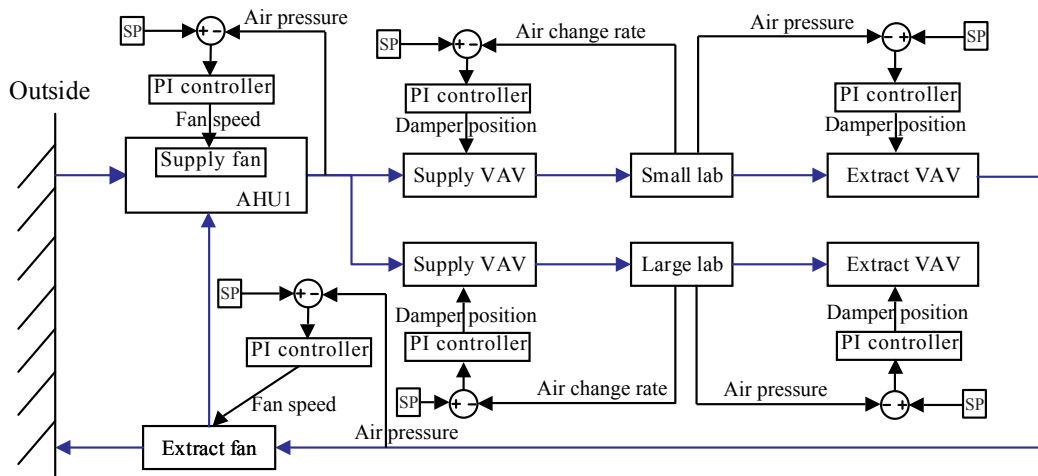 Air pressure
SP
+ -
PI controller
Fan speed
Supply fan
AHU1
Outside
SP
+ -
Air change rate
PI controller
Damper position
Supply VAV
Small lab
Air pressure
- +
SP
PI controller
Damper position
Extract VAV
Supply VAV
Large lab
Extract VAV
Damper position
PI controller
SP
+ -
Air change rate
Damper position
PI controller
Air pressure
- +
SP
SP
+ -
PI controller
Fan speed
Extract fan
Air pressure